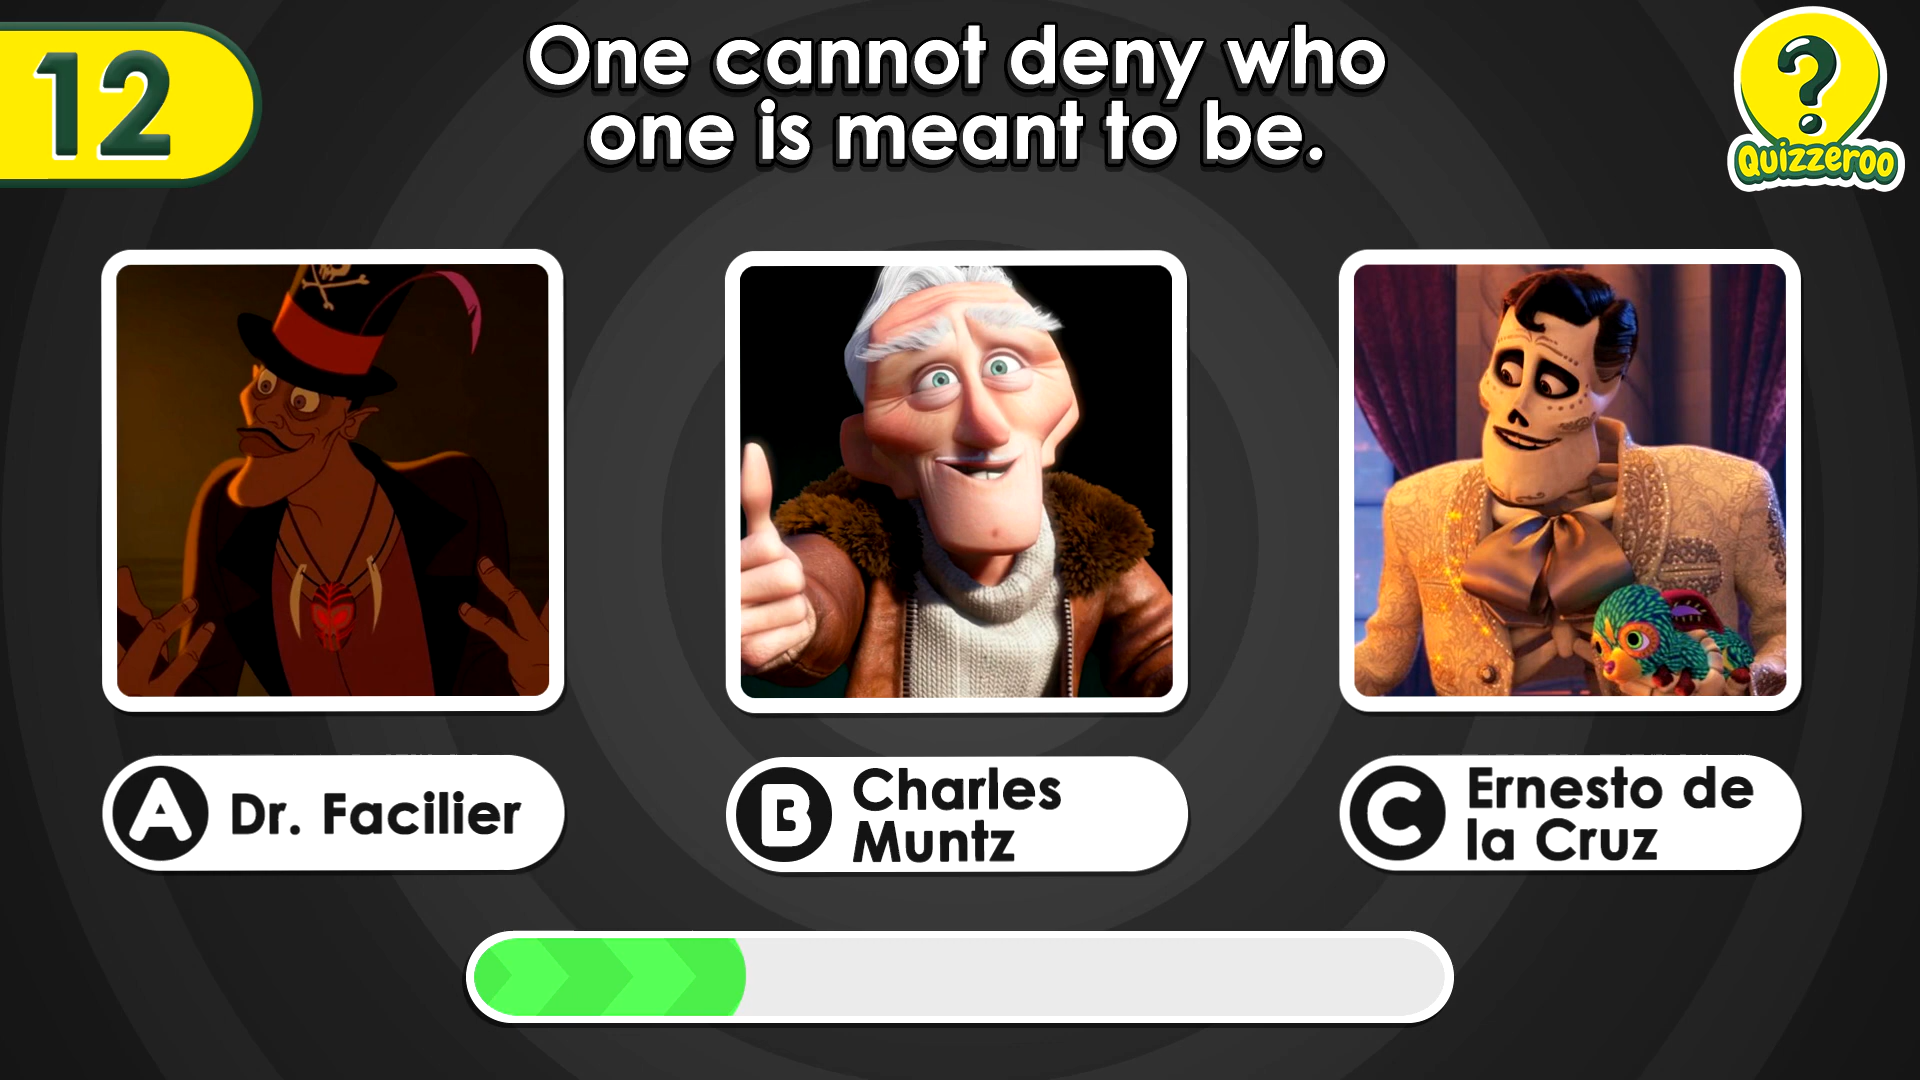 12
One cannot deny who
one is meant to be.
?
Quizzeroo
A
Dr. Facilier
B
Charles
Muntz
C
Ernesto de
la Cruz